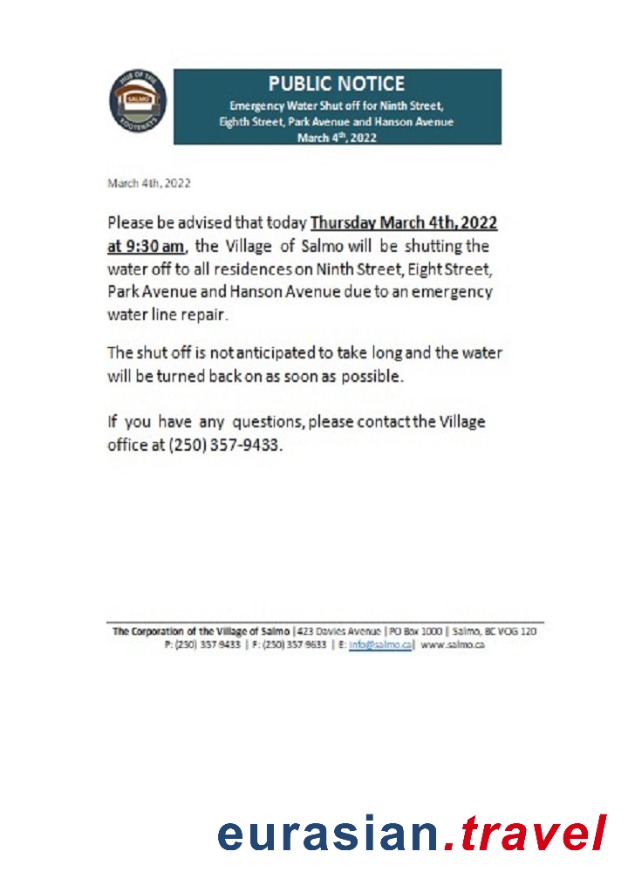 HUB OF THE
SALMO
KOOTENAYS
PUBLIC NOTICE
Emergency Water Shut off for Ninth Street,
Eighth Street, Park Avenue and Hanson Avenue
March 4th, 2022
March 4th, 2022
Please be advised that today Thursday March 4th, 2022
at 9:30 am, the Village of Salmo will be shutting the
water off to all residences on Ninth Street, Eight Street,
Park Avenue and Hanson Avenue due to an emergency
water line repair.
The shut off is not anticipated to take long and the water
will be turned back on as soon as possible.
If you have any questions, please contact the Village
office at (250) 357-9433.
The Corporation of the Village of Salmo | 423 Davies Avenue | PO Box 1000 | Salmo, BC V0G 1Z0
P: (250) 357 9433 | F: (250) 357 9633 | E: info@salmo.ca| www.salmo.ca
eurasian.travel